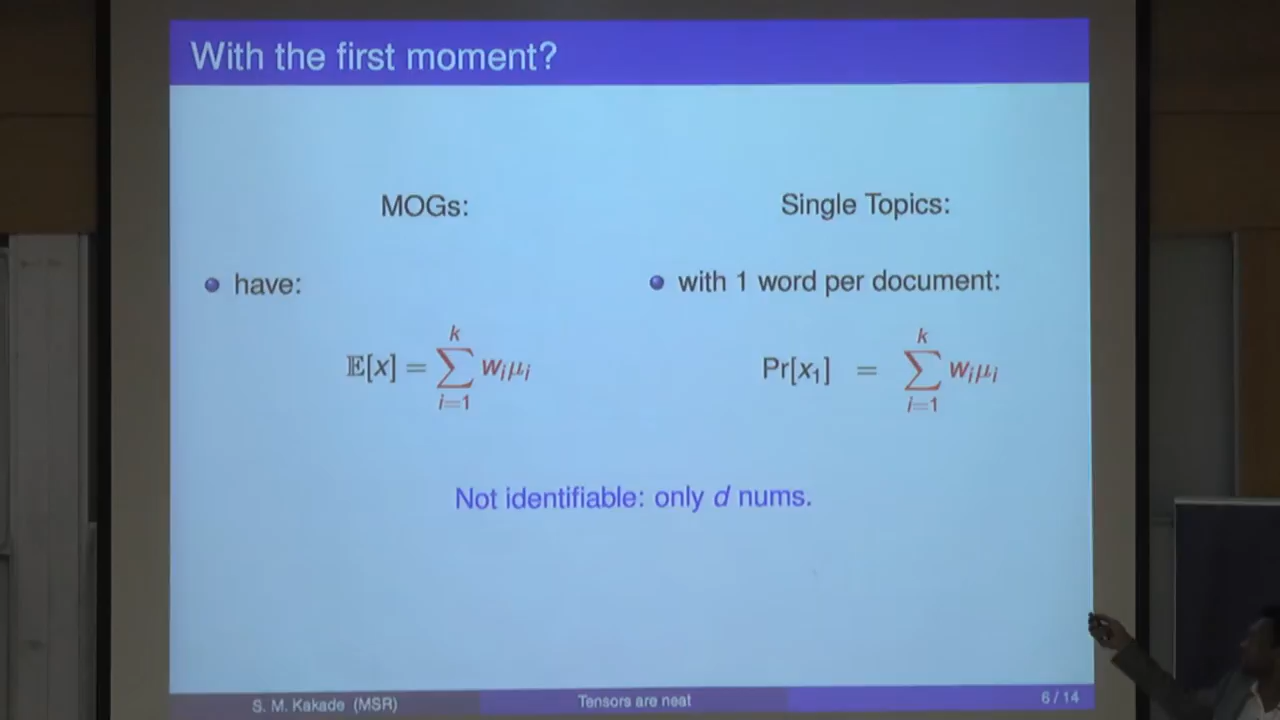 With the first moment?
MOGs:
Single Topics:
• have:
• with 1 word per document:
𝔼[x] = ∑_{i=1}^{k} w_i μ_i
Pr[x_1] = ∑_{i=1}^{k} w_i μ_i
Not identifiable: only d nums.
S. M. Kakade (MSR)
Tensors are neat
6 / 14